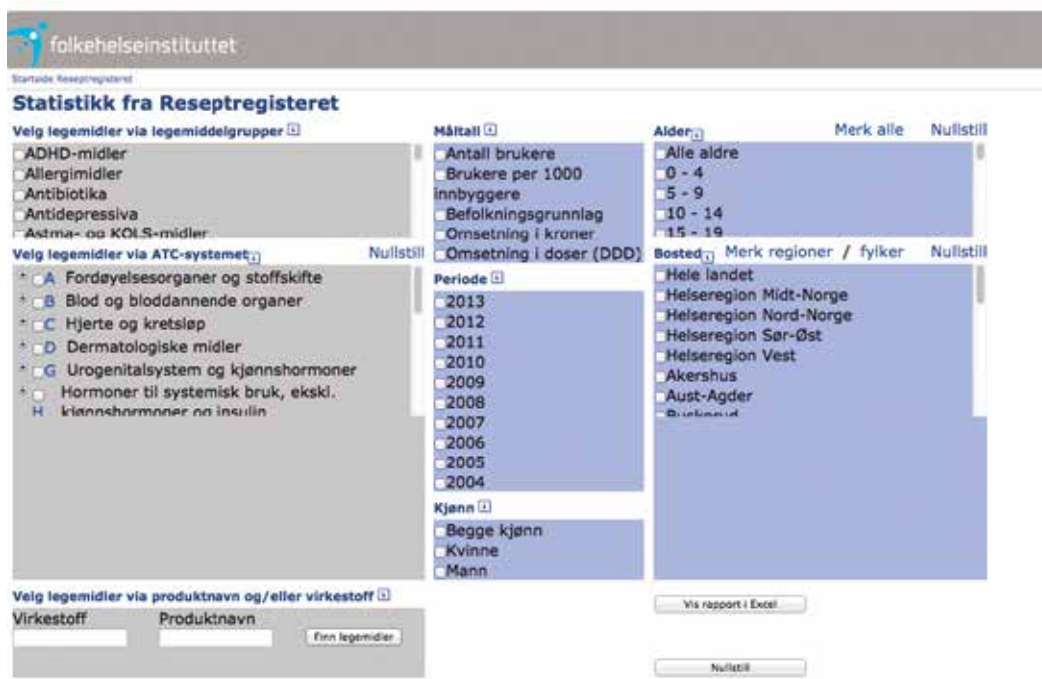 folkehelseinstituttet
Startside Reseptregisteret
Statistikk fra Reseptregisteret
Velg legemidler via legemiddelgrupper
ADHD-midler
Allergimidler
Antibiotika
Antidepressiva
Astma- og KOLS-midler
Velg legemidler via ATC-systemet
Nullstill
A Fordøyelsesorganer og stoffskifte
B Blod og bloddannende organer
C Hjerte og kretsløp
D Dermatologiske midler
G Urogenitalsystem og kjønnshormoner
Hormoner til systemisk bruk, ekskl.
H kjønnshormoner og insulin
Velg legemidler via produktnavn og/eller virkestoff
Virkestoff Produktnavn
Finn legemidler
Måltall
Antall brukere
Brukere per 1000
innbyggere
Befolkningsgrunnlag
Omsetning i kroner
Omsetning i doser (DDD)
Periode
2013
2012
2011
2010
2009
2008
2007
2006
2005
2004
Kjønn
Begge kjønn
Kvinne
Mann
Alder Merk alle Nullstill
Alle aldre
0 - 4
5 - 9
10 - 14
15 - 19
Bosted Merk regioner / fylker Nullstill
Hele landet
Helseregion Midt-Norge
Helseregion Nord-Norge
Helseregion Sør-Øst
Helseregion Vest
Akershus
Aust-Agder
Buskerud
Vis rapport i Excel
Nullstill